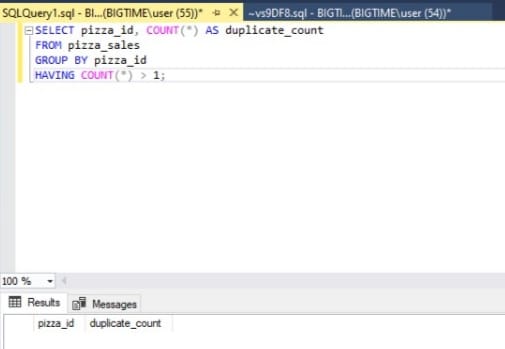 SQLQuery1.sql - BI...(BIGTIME\user (55))* ~vs9DF8.sql - BIGTI...(BIGTIME\user (54))*
SELECT pizza_id, COUNT(*) AS duplicate_count
FROM pizza_sales
GROUP BY pizza_id
HAVING COUNT(*) > 1;
100 %
Results Messages
pizza_id duplicate_count